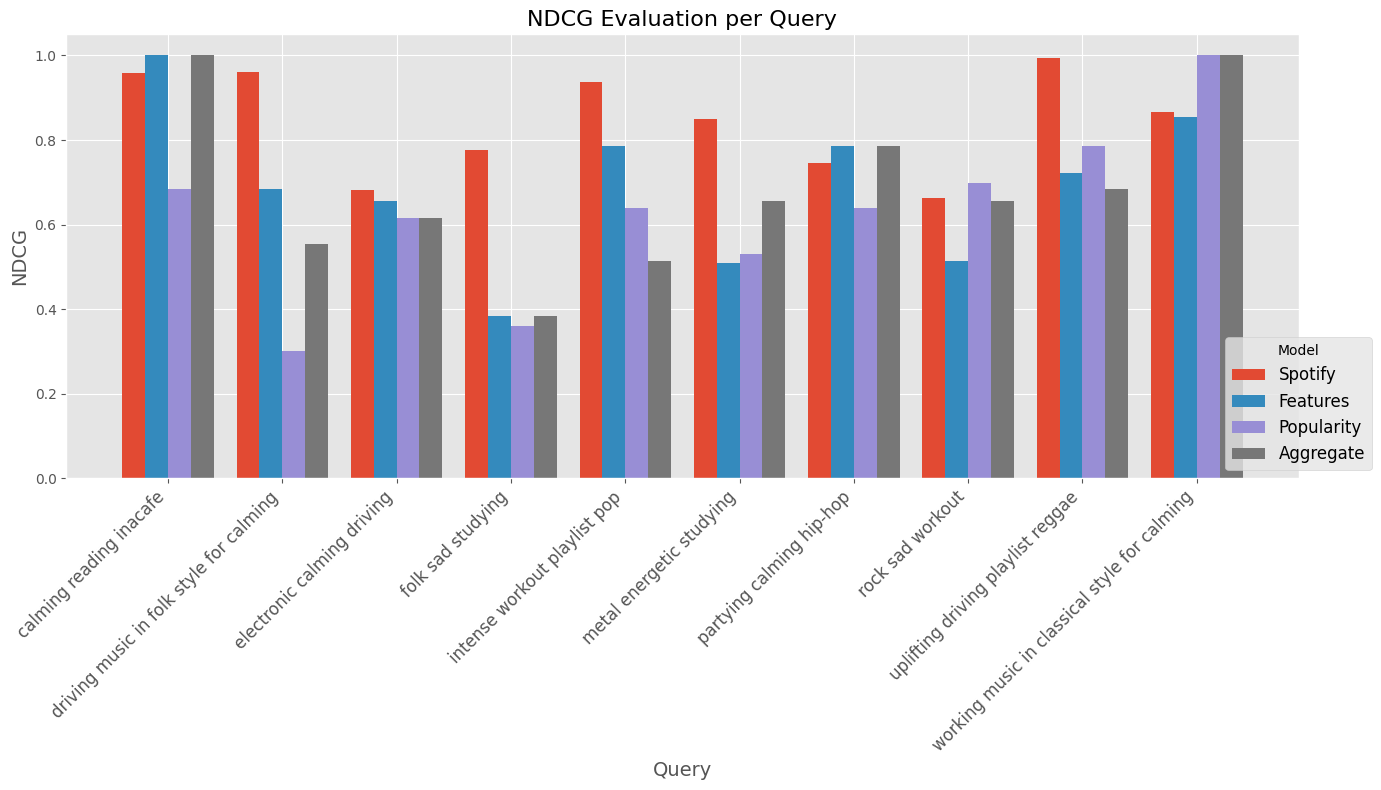 NDCG Evaluation per Query
NDCG
1.0
0.8
0.6
0.4
0.2
0.0
calming reading inacafe
driving music in folk style for calming
electronic calming driving
folk sad studying
intense workout playlist pop
metal energetic studying
partying calming hip-hop
rock sad workout
uplifting driving playlist reggae
working music in classical style for calming
Query
Model
Spotify
Features
Popularity
Aggregate